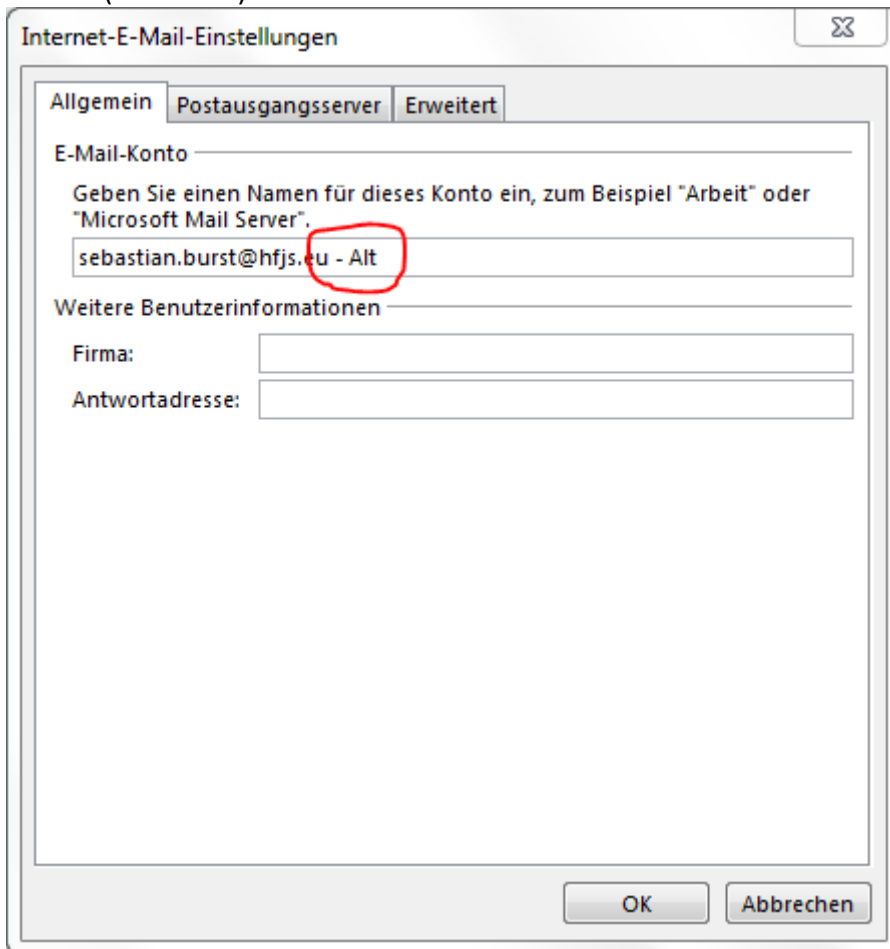 Internet-E-Mail-Einstellungen
Allgemein Postausgangsserver Erweitert
E-Mail-Konto
Geben Sie einen Namen für dieses Konto ein, zum Beispiel "Arbeit" oder
"Microsoft Mail Server".
sebastian.burst@hfjs.eu - Alt
Weitere Benutzerinformationen
Firma:
Antwortadresse:
OK Abbrechen